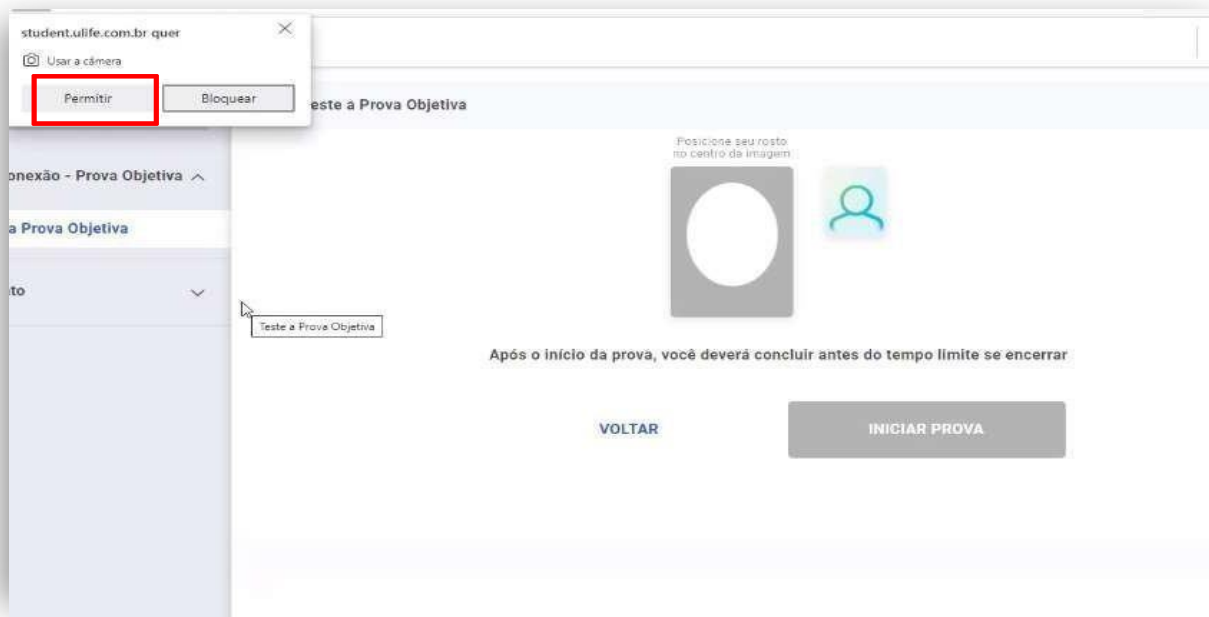 student.ulife.com.br quer
Usar a câmera
Permitir
Bloquear
este a Prova Objetiva
onexão - Prova Objetiva
a Prova Objetiva
to
Teste a Prova Objetiva
Posicione seu rosto
no centro da imagem
Após o início da prova, você deverá concluir antes do tempo limite se encerrar
VOLTAR
INICIAR PROVA